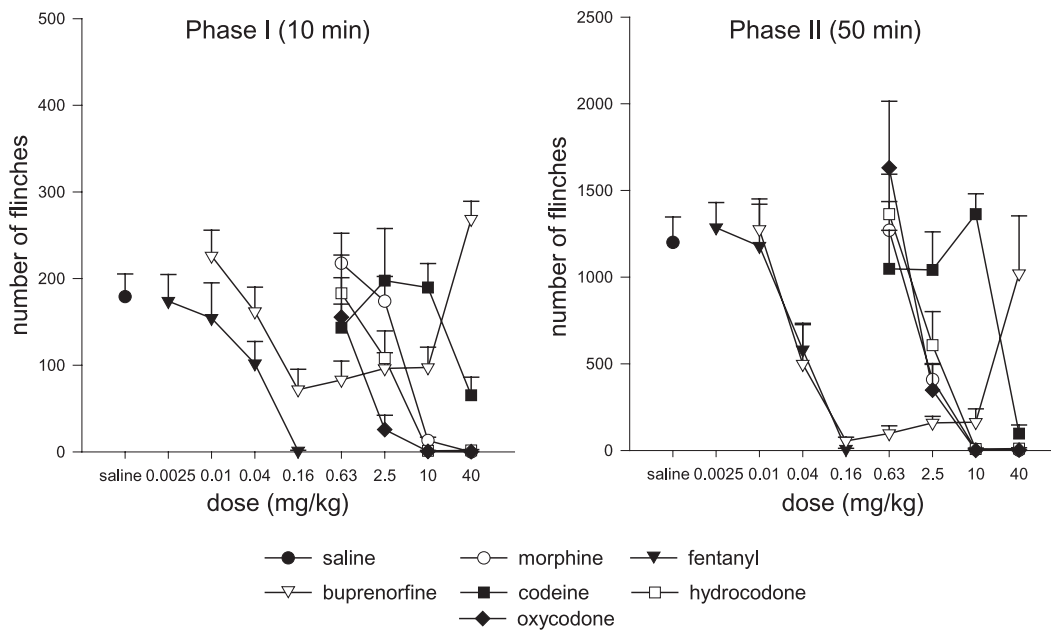 Phase I (10 min)
500
400
300
200
100
0
number of flinches
saline 0.0025 0.01 0.04 0.16 0.63 2.5 10 40
dose (mg/kg)
Phase II (50 min)
2500
2000
1500
1000
500
0
number of flinches
saline 0.0025 0.01 0.04 0.16 0.63 2.5 10 40
dose (mg/kg)
saline morphine fentanyl
buprenorfine codeine hydrocodone
oxycodone